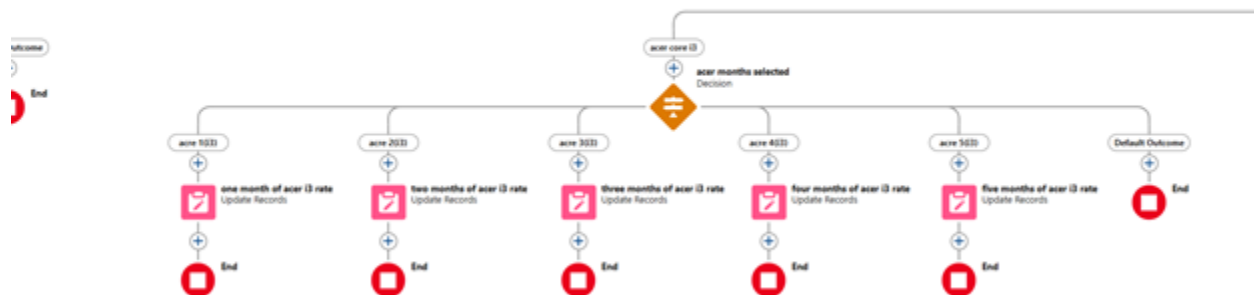 acer core i3
utcome
acer months selected
Decision
End
acre 1(i3)
acre 2(i3)
acre 3(i3)
acre 4(i3)
acre 5(i3)
Default Outcome
one month of acer i3 rate
Update Records
two months of acer i3 rate
Update Records
three months of acer i3 rate
Update Records
four months of acer i3 rate
Update Records
five months of acer i3 rate
Update Records
End
End
End
End
End
End